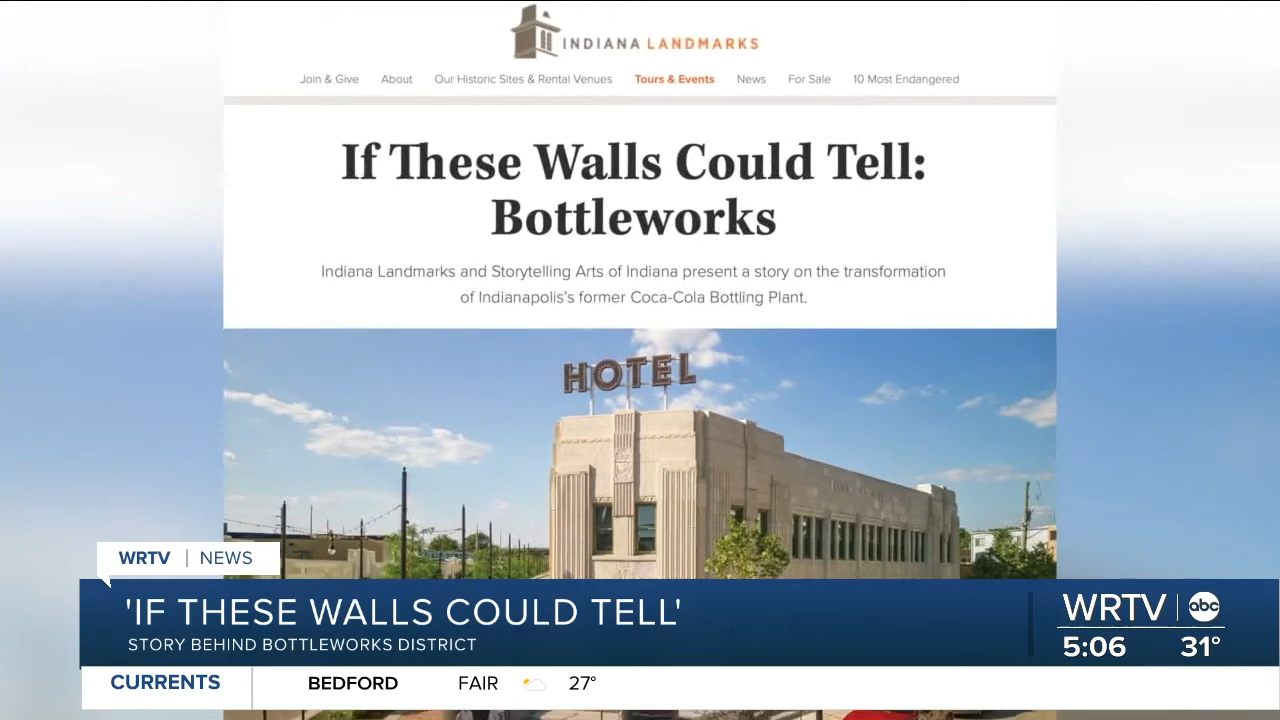 INDIANA LANDMARKS
Join & Give About Our Historic Sites & Rental Venues Tours & Events News For Sale 10 Most Endangered
If These Walls Could Tell:
Bottleworks
Indiana Landmarks and Storytelling Arts of Indiana present a story on the transformation
of Indianapolis's former Coca-Cola Bottling Plant.
HOTEL
WRTV | NEWS
'IF THESE WALLS COULD TELL'
STORY BEHIND BOTTLEWORKS DISTRICT
WRTV | abc
5:06 31°
CURRENTS BEDFORD FAIR 27°